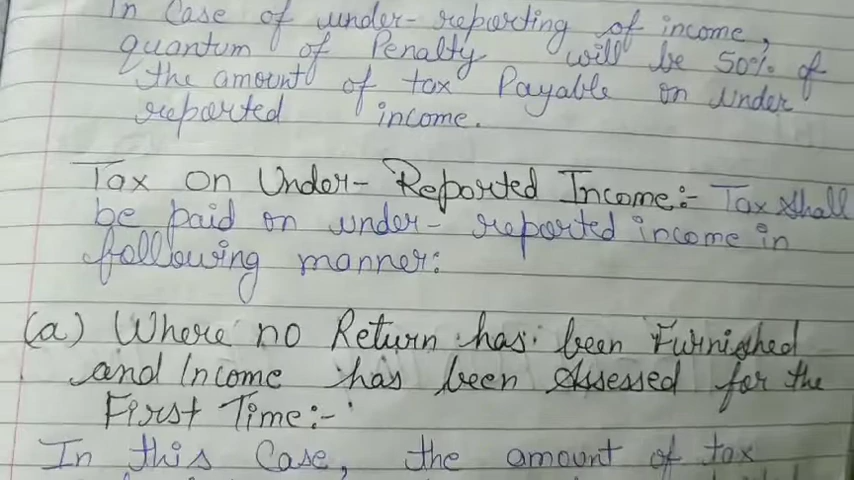 In Case of under-reporting of income,
quantum of Penalty will be 50% of
the amount of tax Payable on under
reported income.
Tax on Under-Reported Income:- Tax shall
be paid on under-reported income in
following manner:
(a) Where no Return has been Furnished
and Income has been Assessed for the
First Time:-
In this Case, the amount of tax